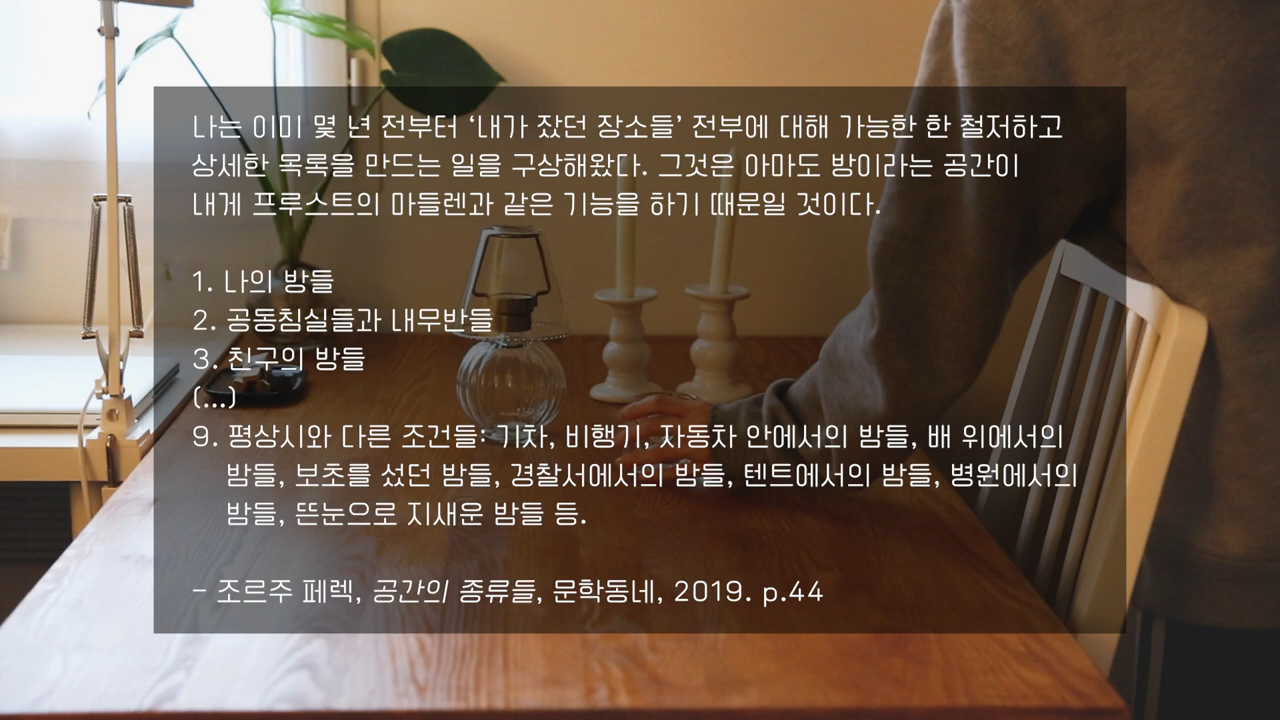 나는 이미 몇 년 전부터 ‘내가 잤던 장소들’ 전부에 대해 가능한 한 철저하고
상세한 목록을 만드는 일을 구상해왔다. 그것은 아마도 방이라는 공간이
내게 프루스트의 마들렌과 같은 기능을 하기 때문일 것이다.
1. 나의 방들
2. 공동침실들과 내무반들
3. 친구의 방들
(...)
9. 평상시와 다른 조건들: 기차, 비행기, 자동차 안에서의 밤들, 배 위에서의
밤들, 보초를 섰던 밤들, 경찰서에서의 밤들, 텐트에서의 밤들, 병원에서의
밤들, 뜬눈으로 지새운 밤들 등.
- 조르주 페렉, 공간의 종류들, 문학동네, 2019. p.44